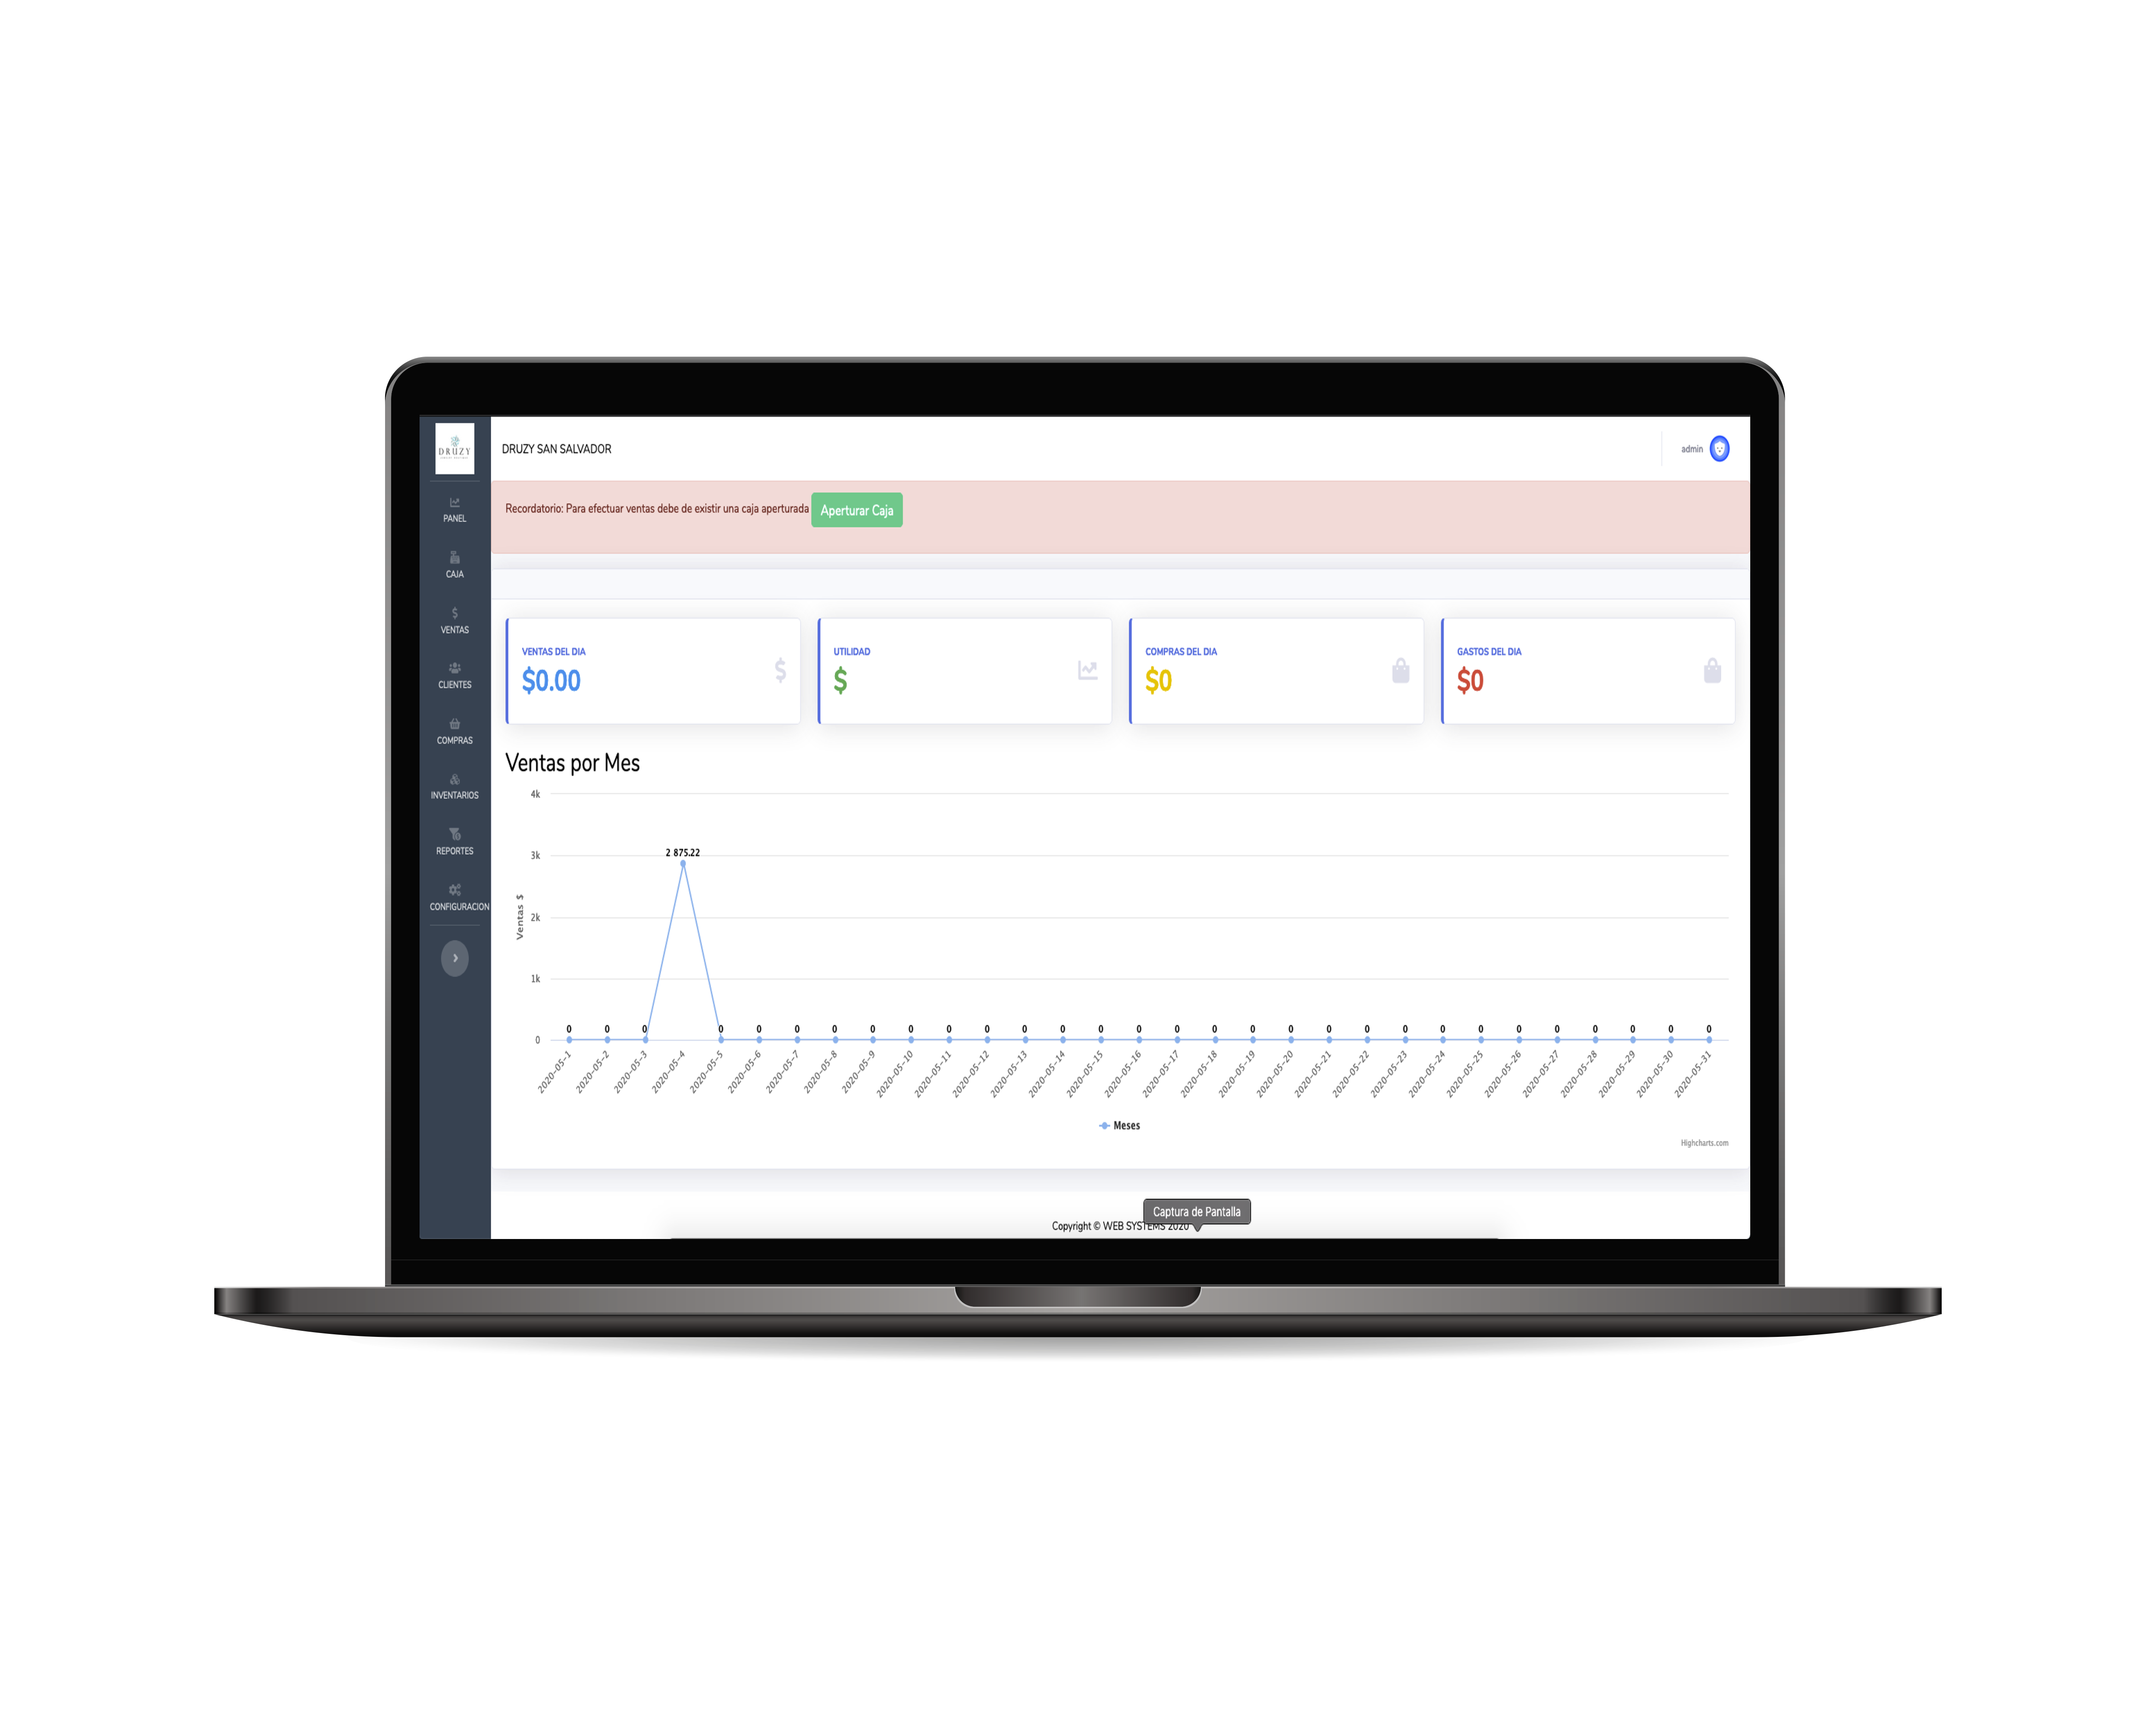 DRUZY
DRUZY SAN SALVADOR
admin
Recordatorio: Para efectuar ventas debe de existir una caja aperturada
Aperturar Caja
PANEL
CAJA
VENTAS
CLIENTES
COMPRAS
INVENTARIOS
REPORTES
CONFIGURACION
VENTAS DEL DIA
$0.00
$
UTILIDAD
$
COMPRAS DEL DIA
$0
GASTOS DEL DIA
$0
Ventas por Mes
Ventas $
4k
3k
2k
1k
0
2 875.22
0 0 0 0 0 0 0 0 0 0 0 0 0 0 0 0 0 0 0 0 0 0 0 0 0 0 0 0 0 0
2020-05-1
2020-05-2
2020-05-3
2020-05-4
2020-05-5
2020-05-6
2020-05-7
2020-05-8
2020-05-9
2020-05-10
2020-05-11
2020-05-12
2020-05-13
2020-05-14
2020-05-15
2020-05-16
2020-05-17
2020-05-18
2020-05-19
2020-05-20
2020-05-21
2020-05-22
2020-05-23
2020-05-24
2020-05-25
2020-05-26
2020-05-27
2020-05-28
2020-05-29
2020-05-30
2020-05-31
Meses
Highcharts.com
Captura de Pantalla
Copyright © WEB SYSTEMS 2020